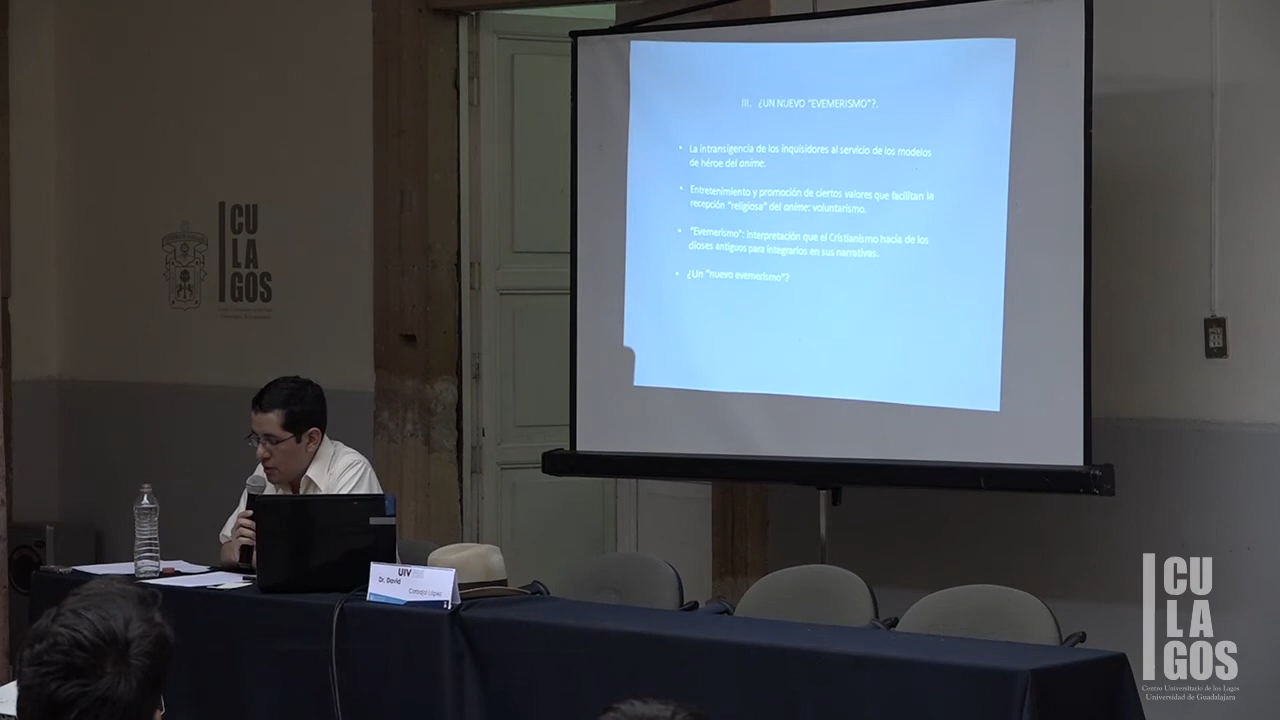 III. ¿UN NUEVO "EVEMERISMO"?.
• La intransigencia de los inquisidores al servicio de los modelos
de héroe del anime.
• Entretenimiento y promoción de ciertos valores que facilitan la
recepción "religiosa" del anime: voluntarismo.
• "Evemerismo": interpretación que el Cristianismo hacía de los
dioses antiguos para integrarlos en sus narrativas.
• ¿Un "nuevo evemerismo"?
CU
LA
GOS
UIV
Dr. David
Carbajal López
CU
LA
GOS
Centro Universitario de los Lagos
Universidad de Guadalajara